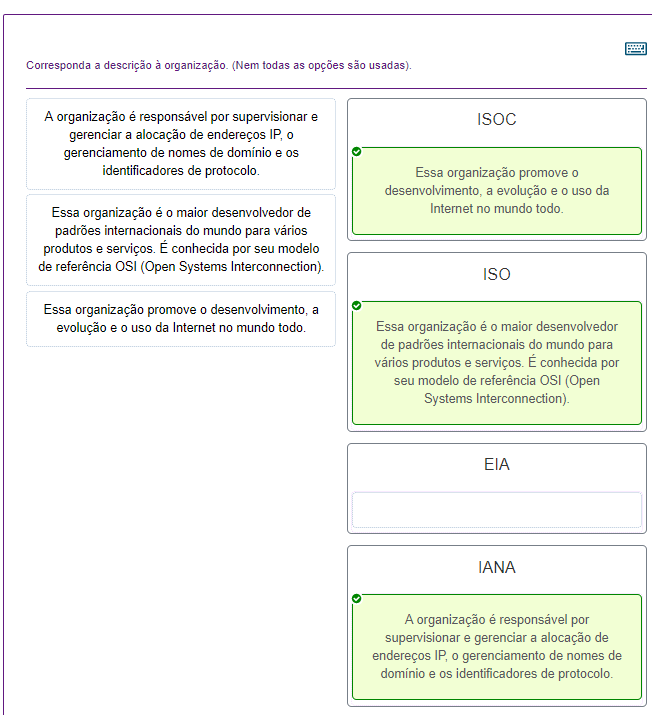 Corresponda a descrição à organização. (Nem todas as opções são usadas).
A organização é responsável por supervisionar e
gerenciar a alocação de endereços IP, o
gerenciamento de nomes de domínio e os
identificadores de protocolo.
Essa organização é o maior desenvolvedor de
padrões internacionais do mundo para vários
produtos e serviços. É conhecida por seu modelo
de referência OSI (Open Systems Interconnection).
Essa organização promove o desenvolvimento, a
evolução e o uso da Internet no mundo todo.
ISOC
Essa organização promove o
desenvolvimento, a evolução e o uso da
Internet no mundo todo.
ISO
Essa organização é o maior desenvolvedor
de padrões internacionais do mundo para
vários produtos e serviços. É conhecida por
seu modelo de referência OSI (Open
Systems Interconnection).
EIA
IANA
A organização é responsável por
supervisionar e gerenciar a alocação de
endereços IP, o gerenciamento de nomes de
domínio e os identificadores de protocolo.